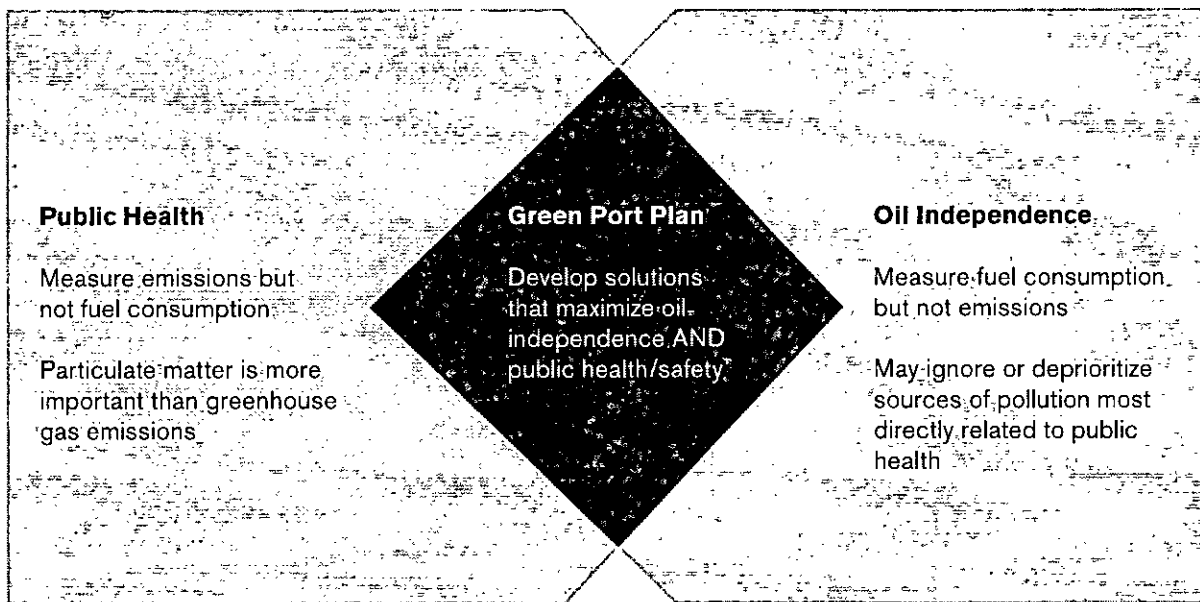 Public Health
Measure emissions but
not fuel consumption
Particulate matter is more
important than greenhouse
gas emissions
Green Port Plan
Develop solutions
that maximize oil
independence AND
public health/safety
Oil Independence
Measure fuel consumption
but not emissions
May ignore or deprioritize
sources of pollution most
directly related to public
health